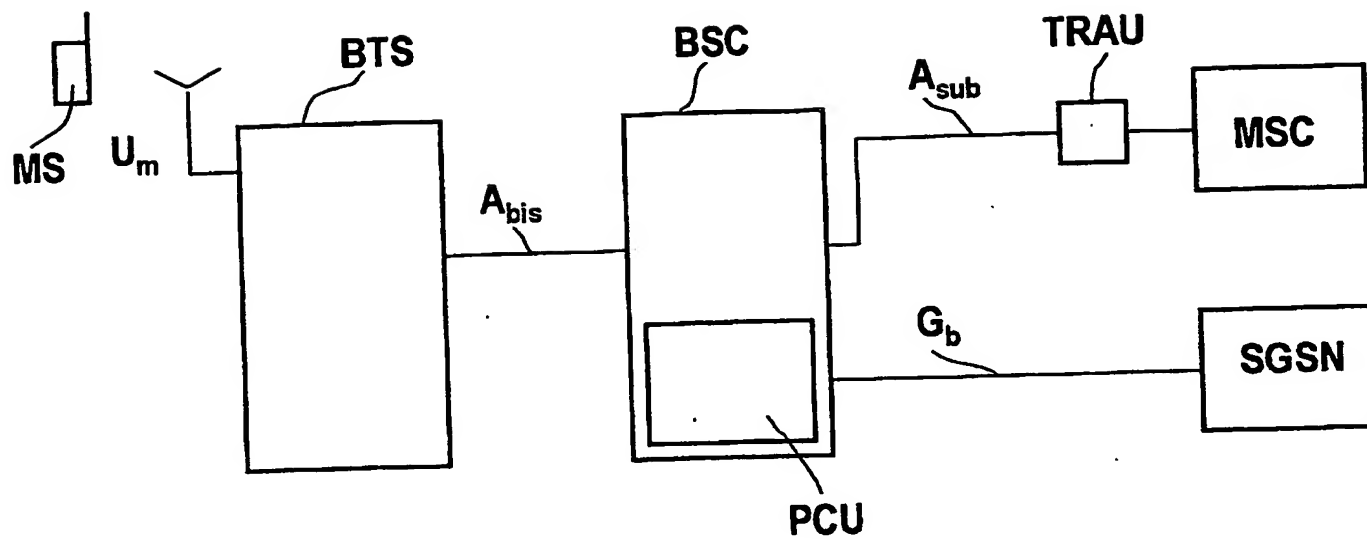 TRAU
BSC
BTS
A_sub
MSC
MS
U_m
A_bis
G_b
SGSN
PCU